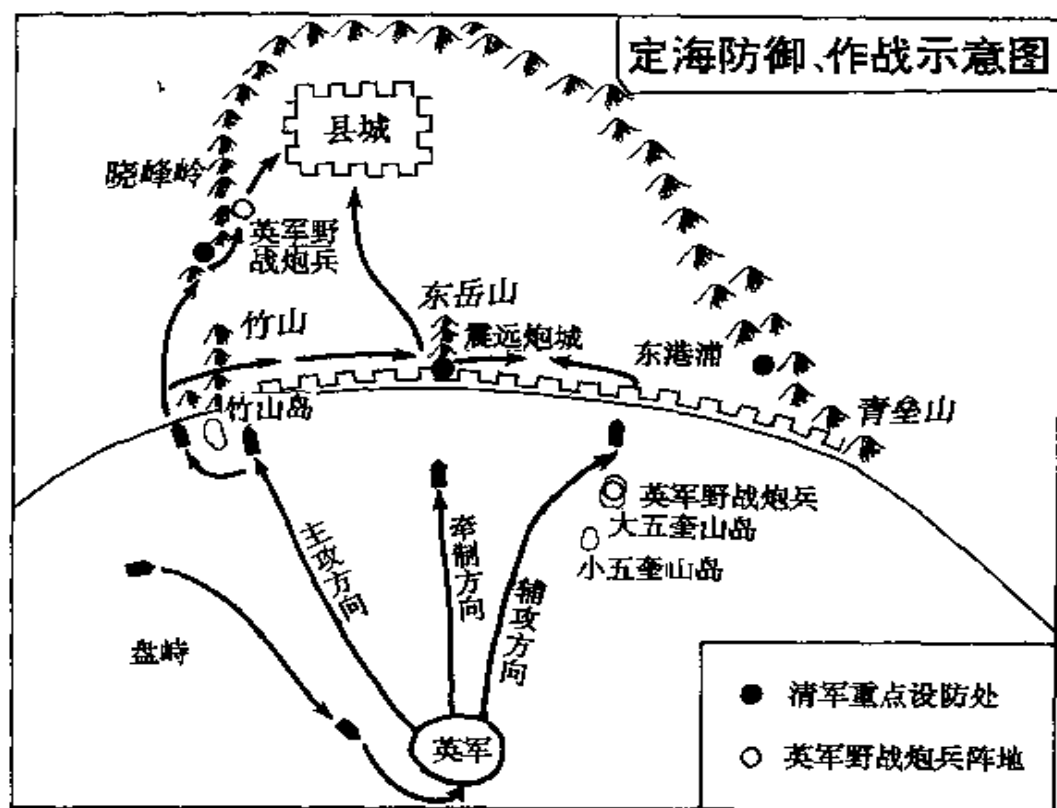 定海防御、作战示意图
县城
晓峰岭
英军野
战炮兵
竹山
东岳山
震远炮城
东港浦
竹山岛
青垒山
英军野战炮兵
大五奎山岛
小五奎山岛
主攻方向
牵制方向
辅攻方向
盘峙
英军
清军重点设防处
英军野战炮兵阵地